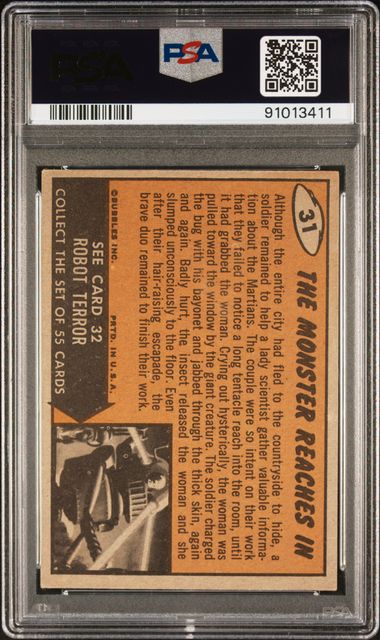 PSA
PSA
91013411
31
THE MONSTER REACHES IN
Although the entire city had fled to the countryside to hide, a
soldier remained to help a lady scientist gather valuable informa-
tion about the Martians. The couple were so intent on their work
that they failed to notice a long tentacle reach into the room, until
it had grabbed the woman. Crying out hysterically, the woman was
pulled toward the window by the giant creature. The soldier charged
the bug with his bayonet and jabbed through the thick skin, again
and again. Badly hurt, the insect released the woman and she
slumped unconsciously to the floor. Even
after their hair-raising escapade, the
brave duo remained to finish their work.
©BUBBLES INC. PRTD. IN U.S.A.
SEE CARD 32
ROBOT TERROR
COLLECT THE SET OF 55 CARDS
PSA